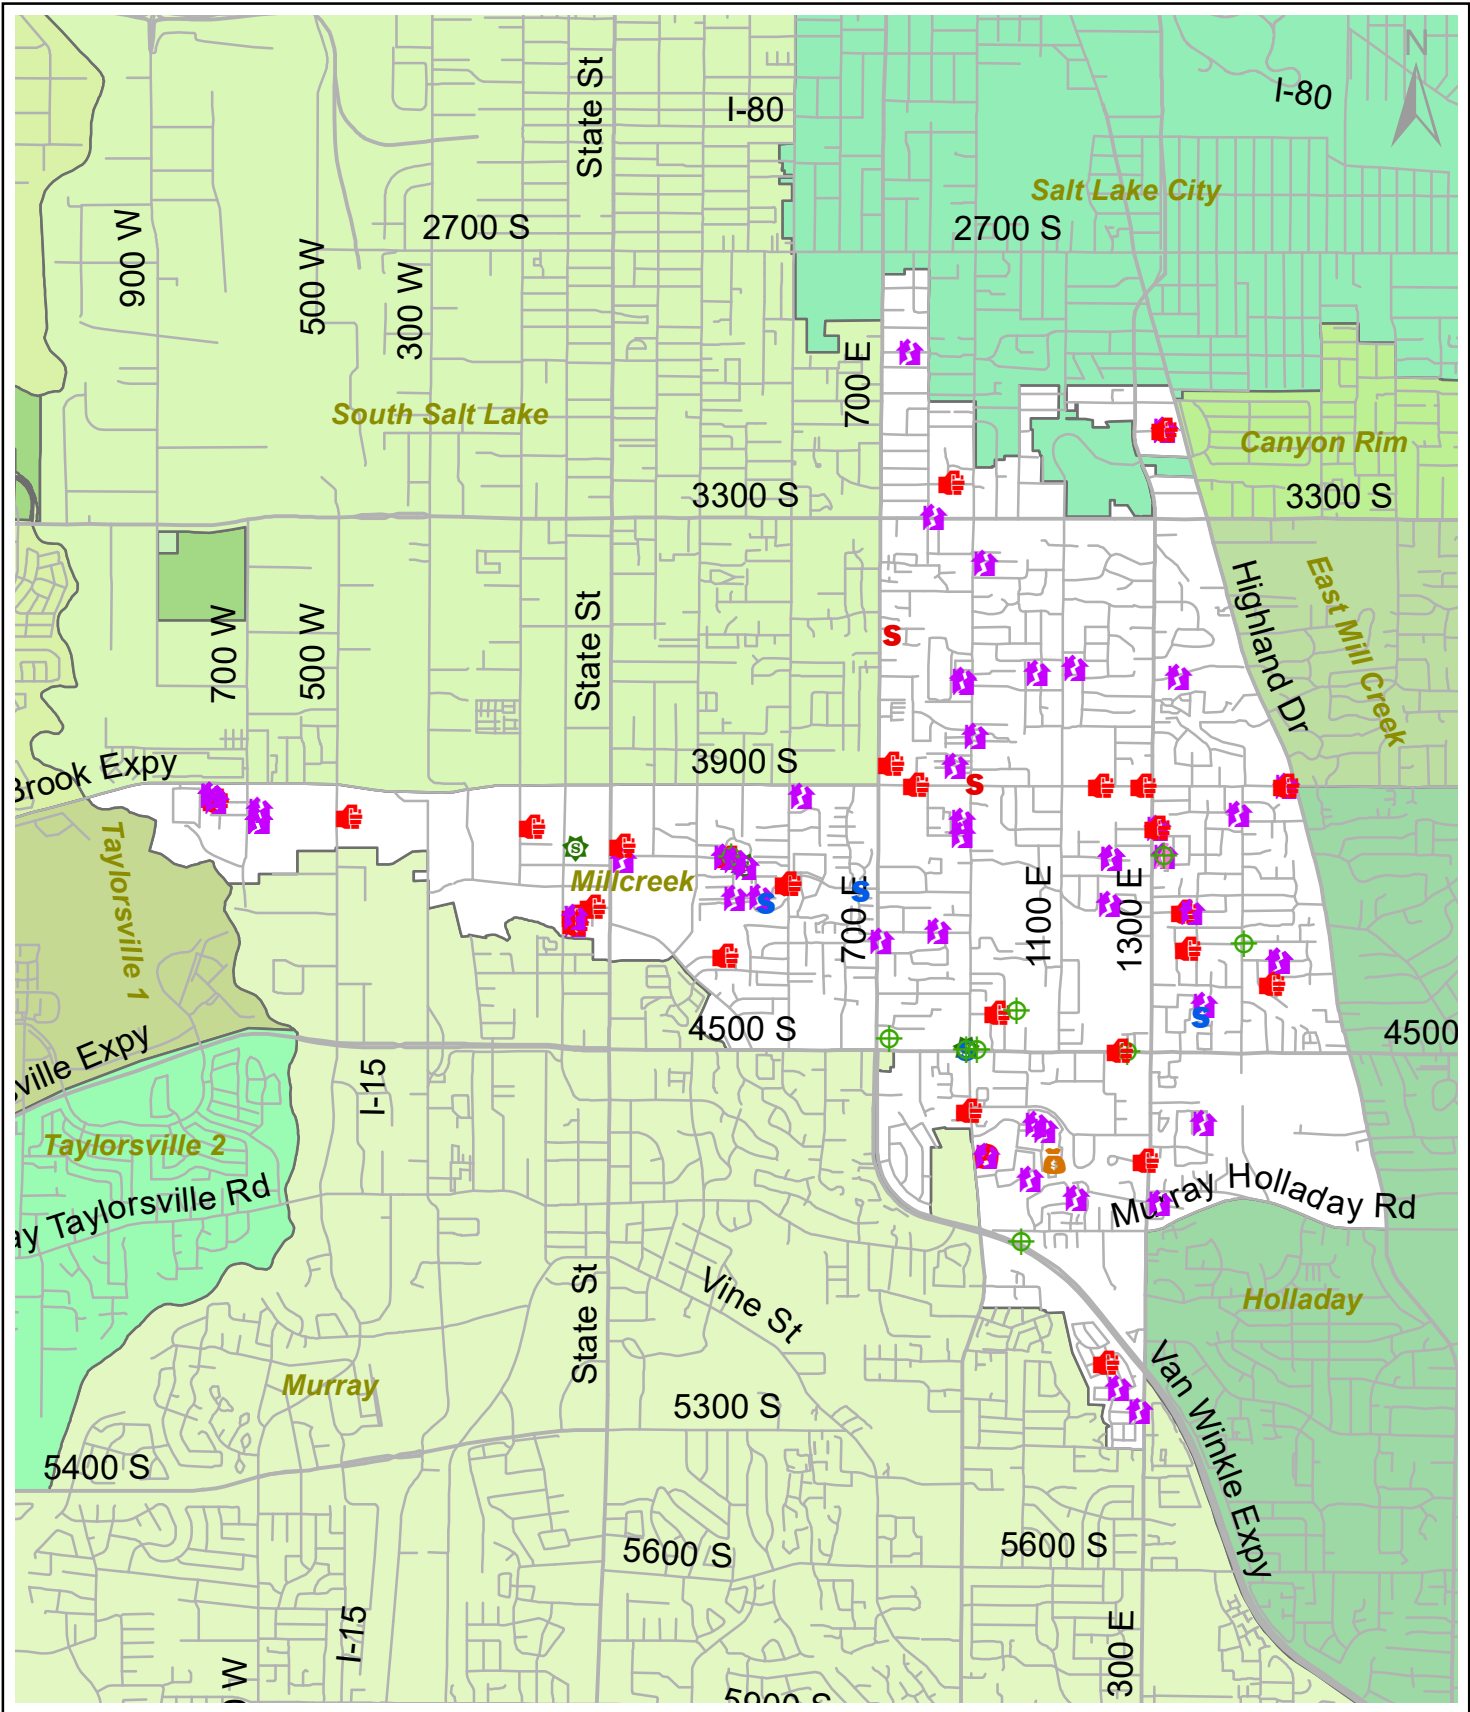 N
I-80
State St
I-80
Salt Lake City
900 W
2700 S
2700 S
500 W
300 W
700 E
South Salt Lake
Canyon Rim
3300 S
3300 S
East Mill Creek
Highland Dr
State St
700 W
500 W
S
Brook Expy
3900 S
S
Taylorsville 1
S
Millcreek
700 E
S
S
1100 E
1300 E
S
4500 S
4500
sville Expy
I-15
Taylorsville 2
$
ay Taylorsville Rd
Murray Holladay Rd
State St
Vine St
Holladay
Murray
Van Winkle Expy
5300 S
5400 S
5600 S
5600 S
I-15
300 E
0 W
5900 S